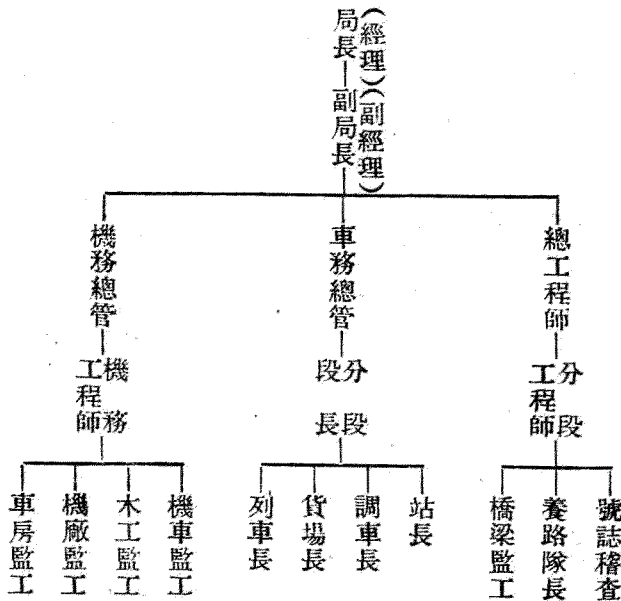 (經理)(副經理)
局長—副局長
總工程師
車務總管
機務總管
分段
工程師
分段
段長
機務
工程師
號誌稽查
養路隊長
橋梁監工
站長
調車長
貨場長
列車長
機車監工
木工監工
機廠監工
車房監工